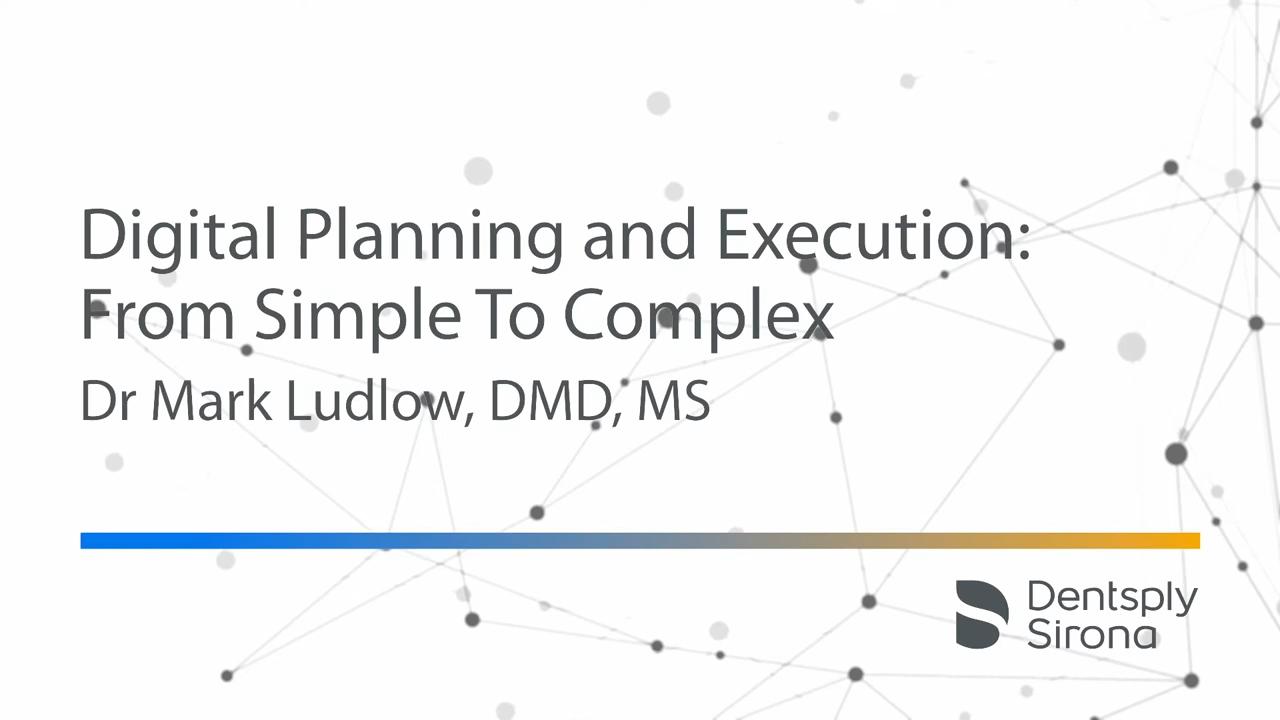 Digital Planning and Execution:
From Simple To Complex
Dr Mark Ludlow, DMD, MS
Dentsply
Sirona